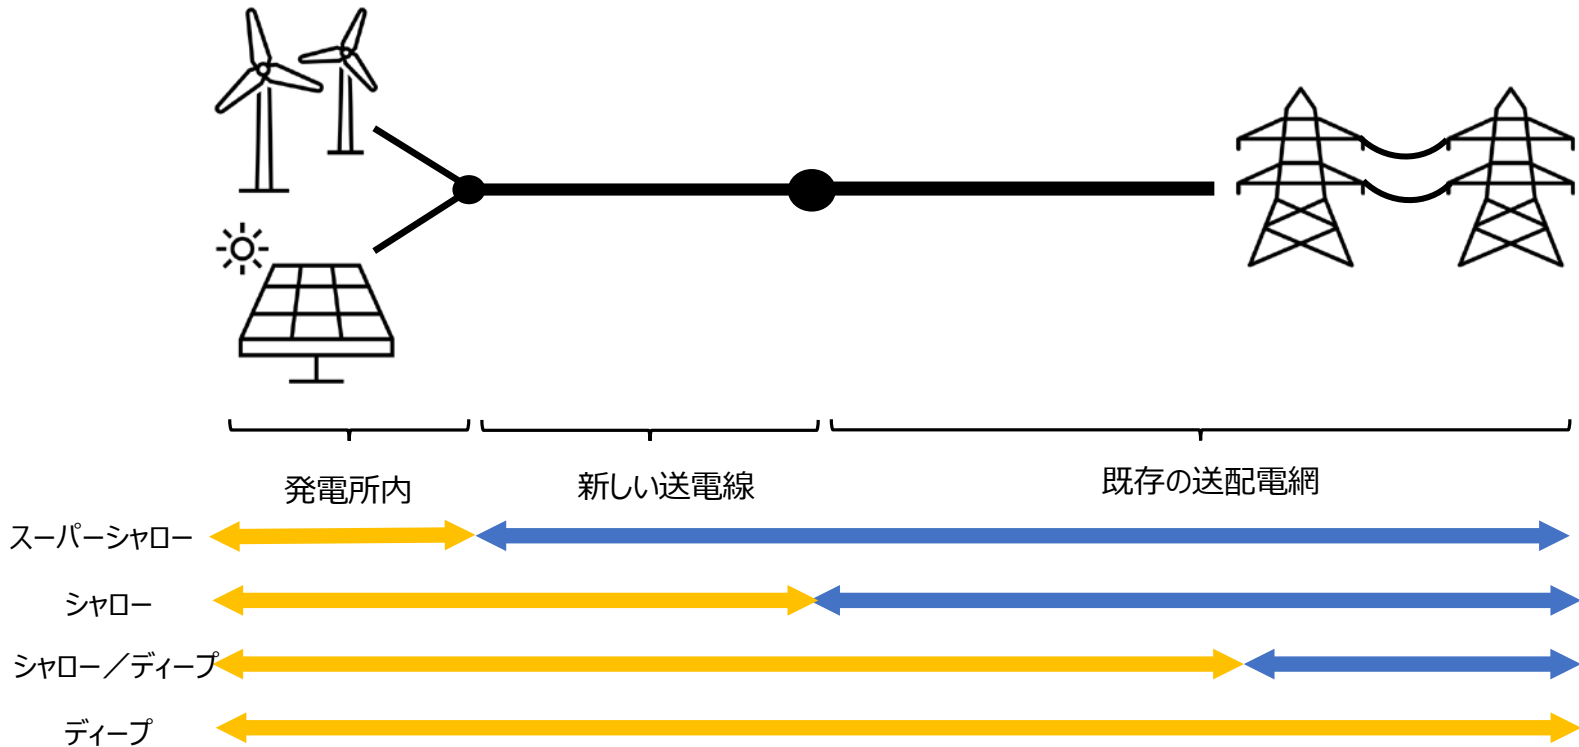 発電所内
新しい送電線
既存の送配電網
スーパーシャロー
シャロー
シャロー／ディープ
ディープ